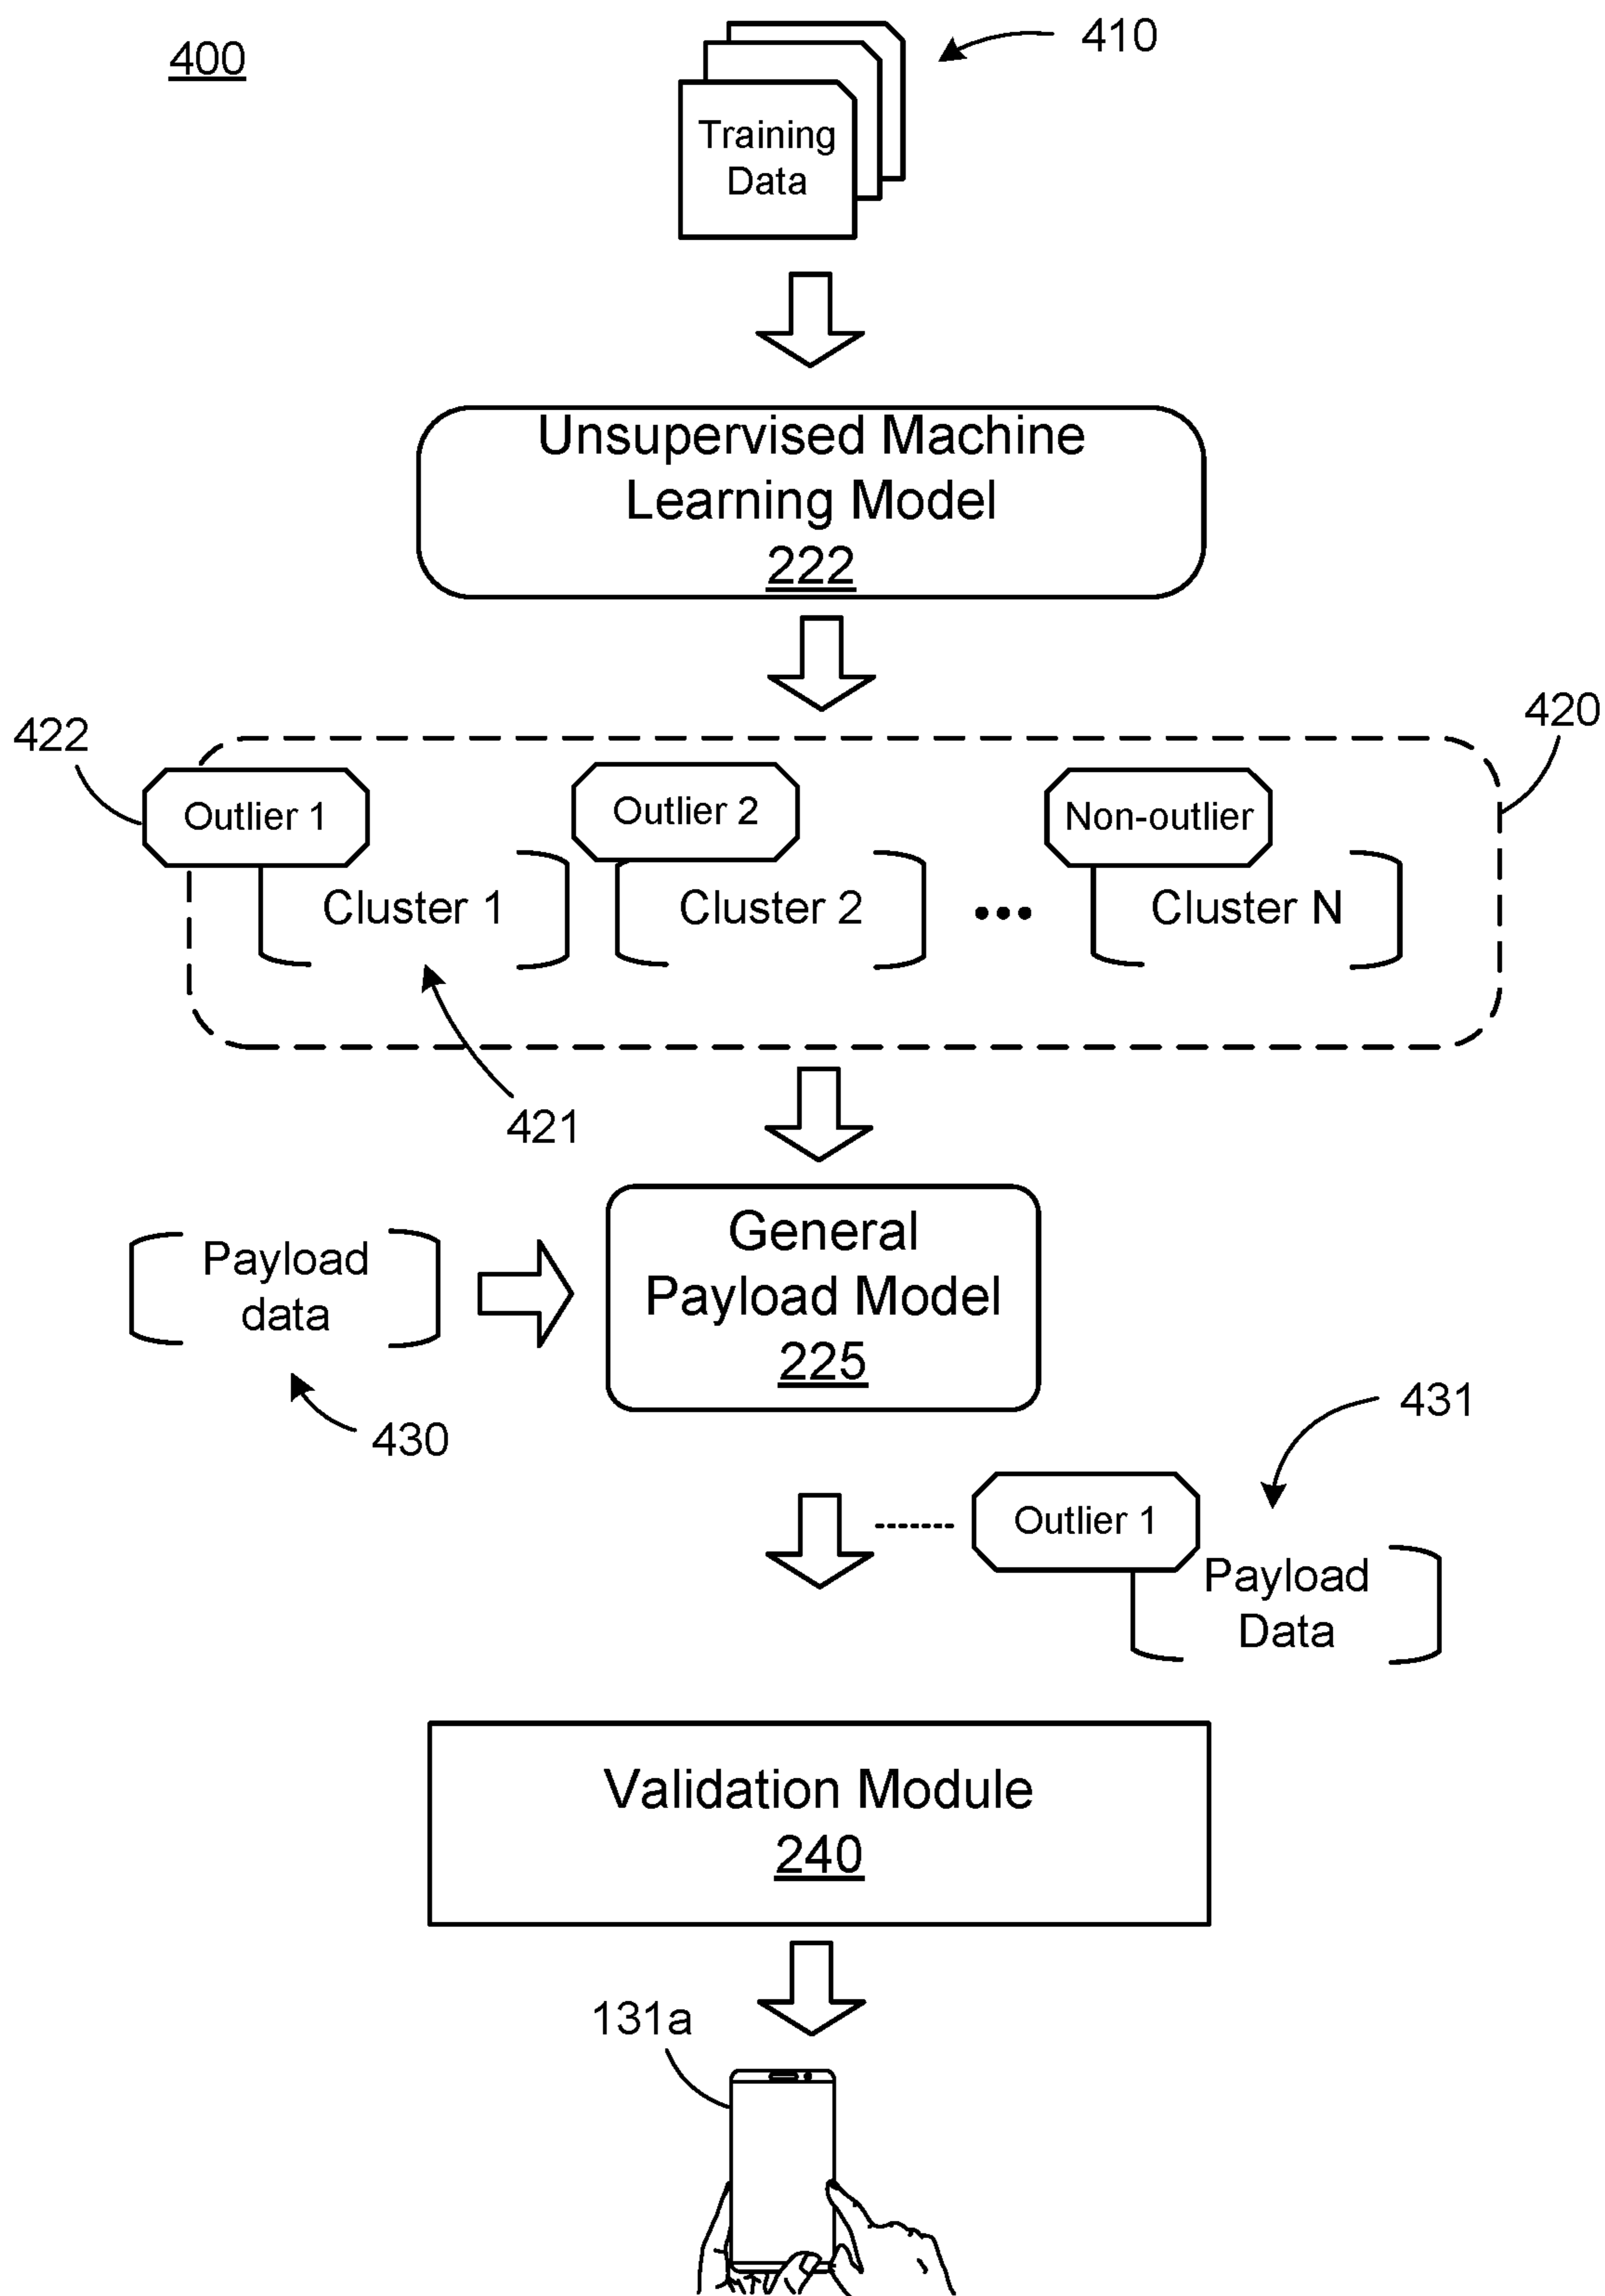 400
410
Training
Data
Unsupervised Machine
Learning Model
222
422
420
Outlier 1
Outlier 2
Non-outlier
Cluster 1
Cluster 2
•••
Cluster N
421
Payload
data
General
Payload Model
225
430
431
Outlier 1
Payload
Data
Validation Module
240
131a